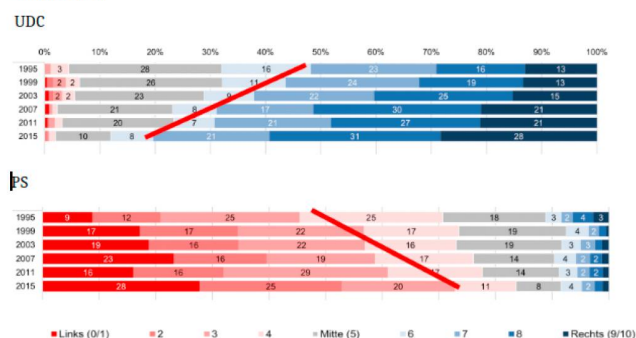 UDC
0% 10% 20% 30% 40% 50% 60% 70% 80% 90% 100%
1995 3 28 16 23 16 13
1999 2 2 26 11 24 19 13
2003 2 2 23 9 22 25 15
2007 21 8 17 30 21
2011 20 7 21 27 21
2015 10 8 21 31 28
PS
1995 9 12 25 25 18 3 2 4 3
1999 17 17 22 17 19 4 2
2003 19 16 22 16 19 3 3
2007 23 16 19 17 14 4 2 2
2011 16 16 29 17 14 3 2 2
2015 28 25 20 11 8 4 2
Links (0/1) 2 3 4 Mitte (5) 6 7 8 Rechts (9/10)